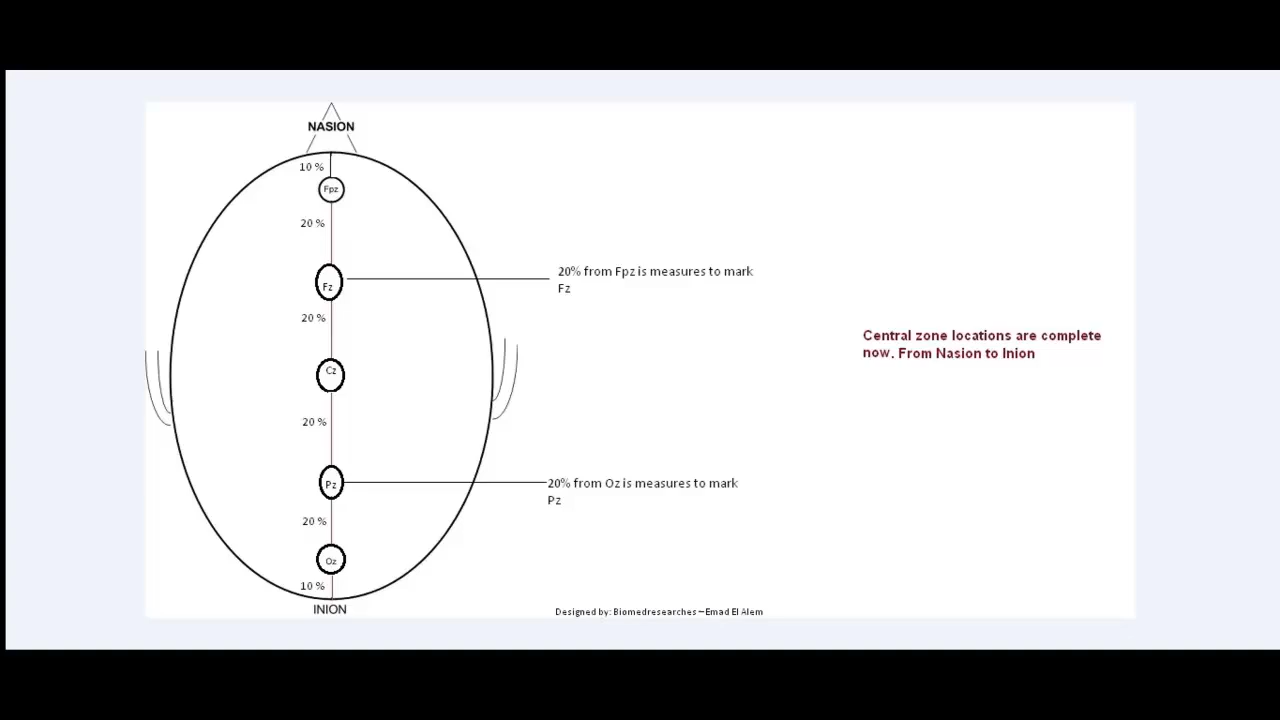 NASION
10 %
Fpz
20 %
20% from Fpz is measures to mark
Fz
Fz
20 %
Central zone locations are complete
now. From Nasion to Inion
Cz
20 %
Pz
20% from Oz is measures to mark
Pz
20 %
Oz
10 %
INION
Designed by: Biomedresearches ~Emad El Alem